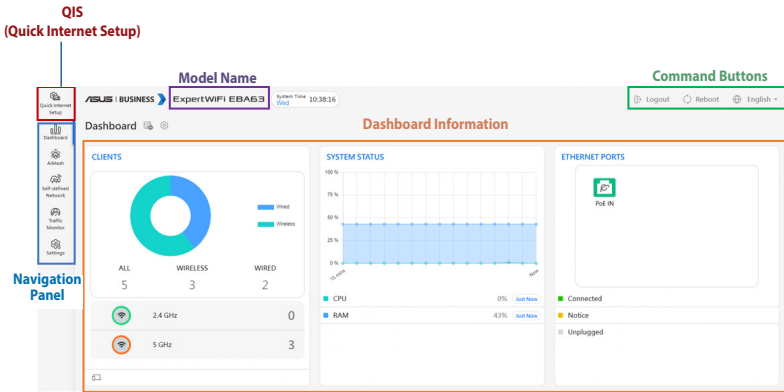 QIS
(Quick Internet Setup)
Model Name
Command Buttons
Quick Internet
Setup
/SUS | BUSINESS
ExpertWiFi EBA63
System Time
Wed
10:38:16
Logout
Reboot
English
Dashboard
Dashboard
Dashboard Information
AiMesh
Self-defined
Network
Traffic
Monitor
Settings
Navigation
Panel
CLIENTS
Wired
Wireless
ALL
WIRELESS
WIRED
5
3
2
2.4 GHz
0
5 GHz
3
SYSTEM STATUS
100 %
75 %
50 %
25 %
0 %
15 mins
Now
CPU
0%
Just Now
RAM
43%
Just Now
ETHERNET PORTS
PoE IN
Connected
Notice
Unplugged